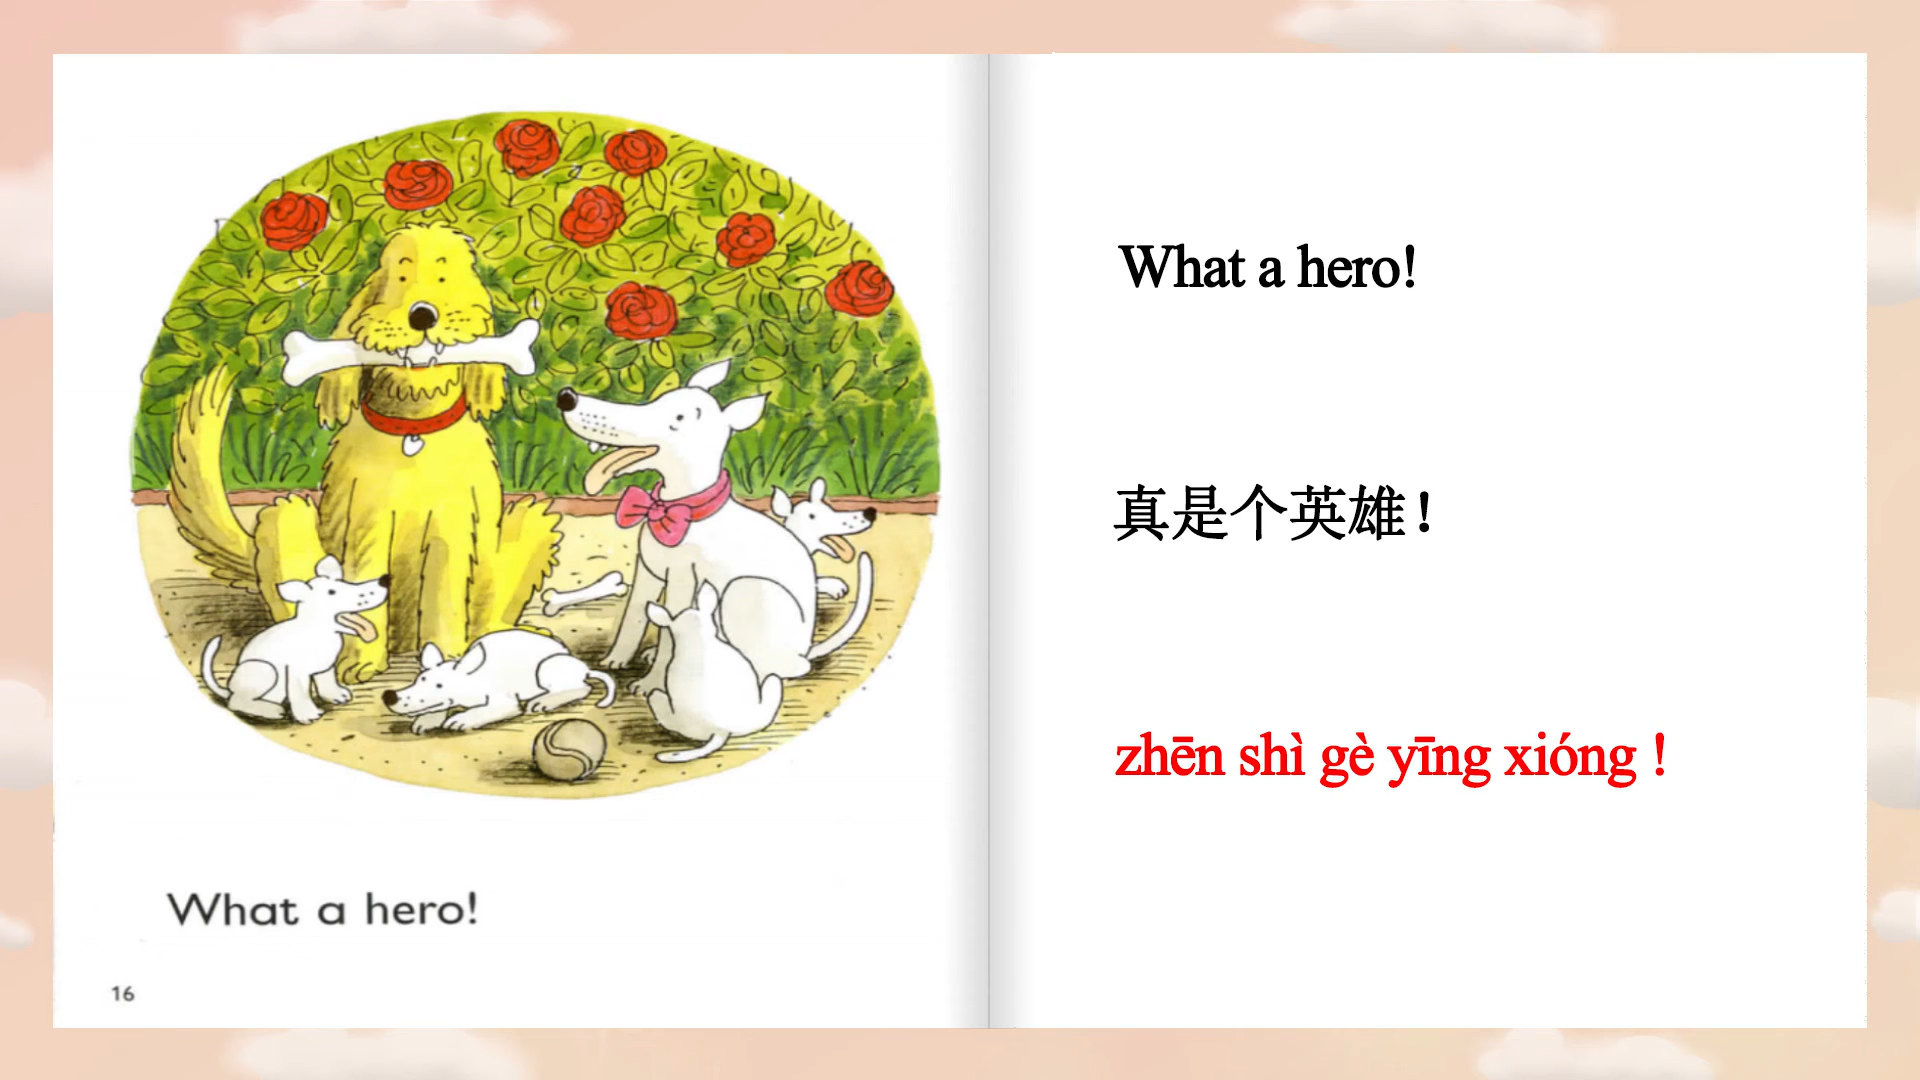 What a hero!
16
What a hero!
真是个英雄！
zhēn shì gè yīng xióng !